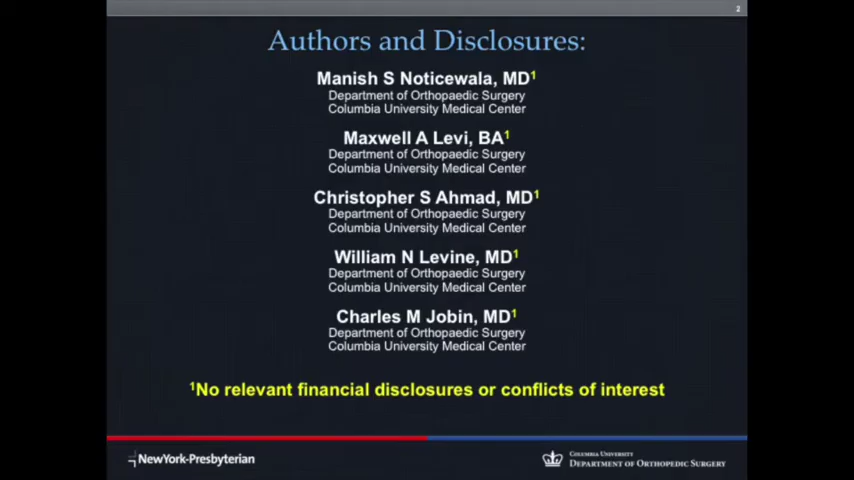 2
Authors and Disclosures:
Manish S Noticewala, MD¹
Department of Orthopaedic Surgery
Columbia University Medical Center
Maxwell A Levi, BA¹
Department of Orthopaedic Surgery
Columbia University Medical Center
Christopher S Ahmad, MD¹
Department of Orthopaedic Surgery
Columbia University Medical Center
William N Levine, MD¹
Department of Orthopaedic Surgery
Columbia University Medical Center
Charles M Jobin, MD¹
Department of Orthopaedic Surgery
Columbia University Medical Center
¹No relevant financial disclosures or conflicts of interest
NewYork-Presbyterian
Columbia University
Department of Orthopedic Surgery